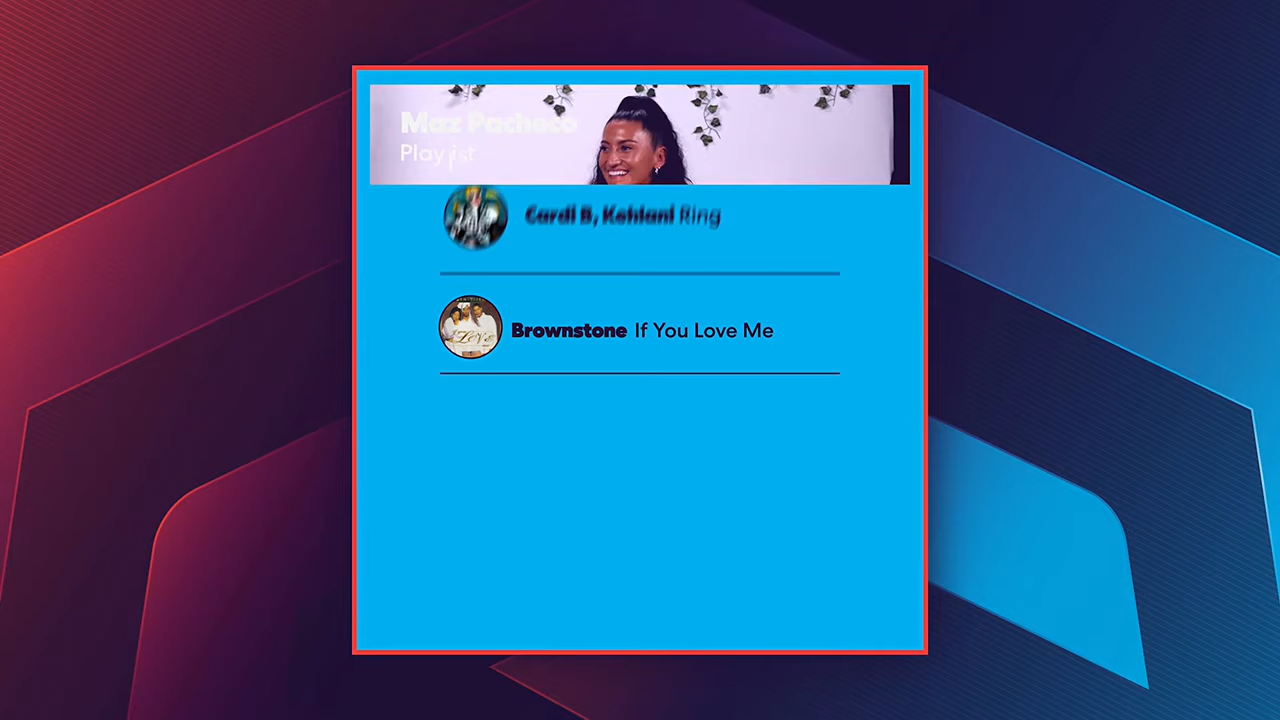 Maz Pacheco
Playlist
Cardi B, Kehlani Ring
Brownstone If You Love Me